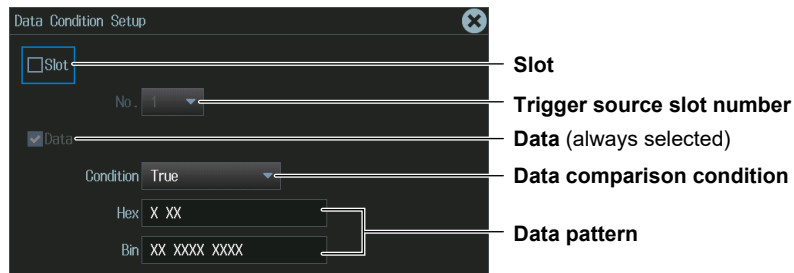 Data Condition Setup
Slot
Slot
No. 1
Trigger source slot number
Data
Data (always selected)
Condition True
Data comparison condition
Hex X XX
Data pattern
Bin XX XXXX XXXX